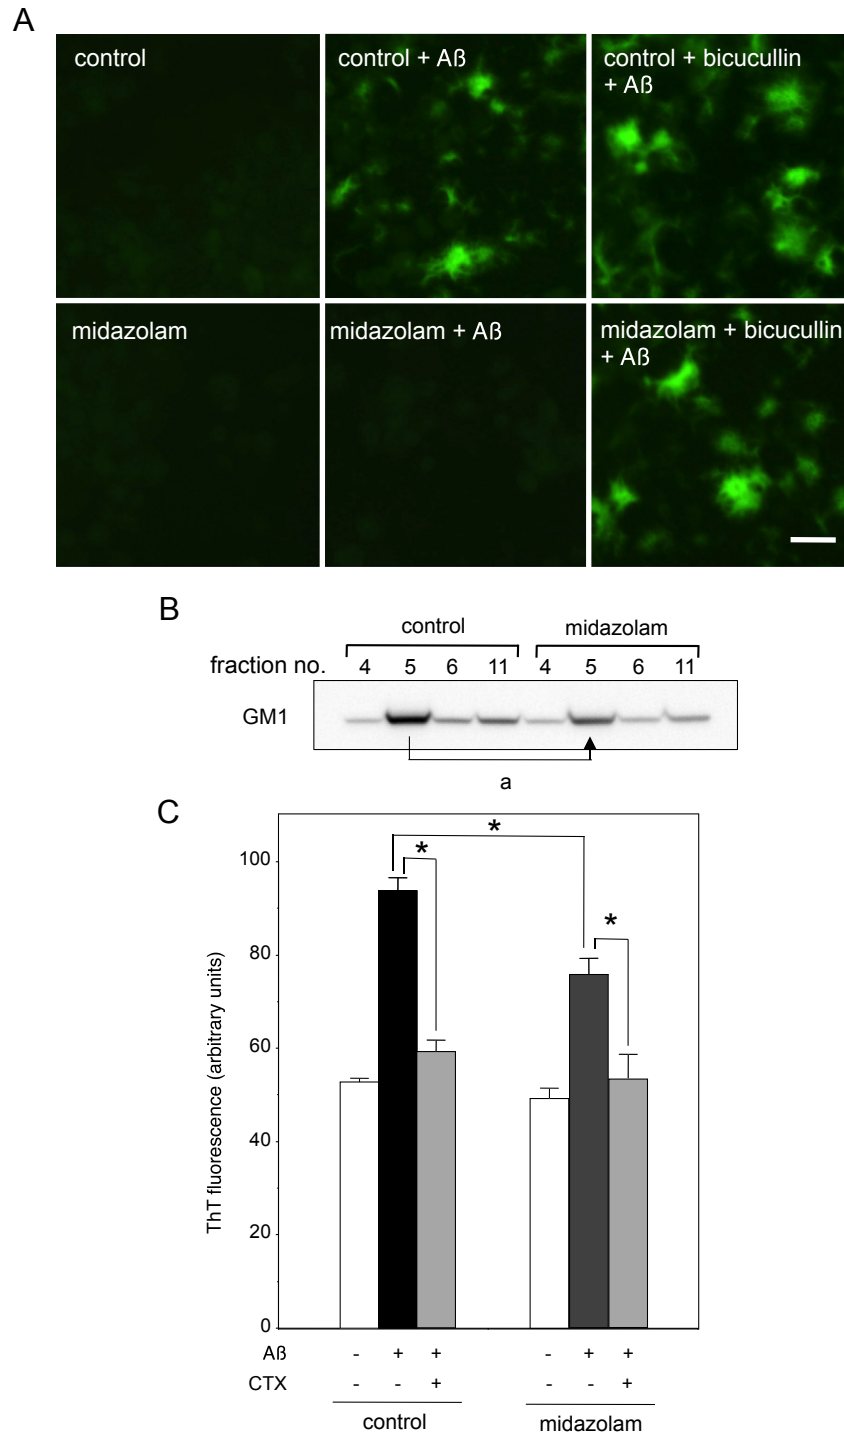 A
control
control + Aß
control + bicucullin
+ Aß
midazolam
midazolam + Aß
midazolam + bicucullin
+ Aß
B
control midazolam
fraction no. 4 5 6 11 4 5 6 11
GM1
a
C
ThT fluorescence (arbitrary units)
100
80
60
40
20
0
* * *
Aß - + + - + +
CTX - - + - - +
control midazolam